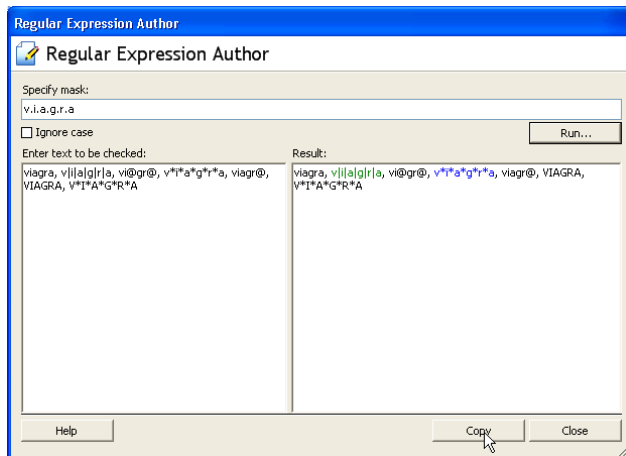 Regular Expression Author
Regular Expression Author
Specify mask:
v.i.a.g.r.a
Ignore case
Run...
Enter text to be checked:
viagra, v|i|a|g|r|a, vi@gr@, v*i*a*g*r*a, viagr@,
VIAGRA, V*I*A*G*R*A
Result:
viagra, v|i|a|g|r|a, vi@gr@, v*i*a*g*r*a, viagr@, VIAGRA,
V*I*A*G*R*A
Help
Copy
Close